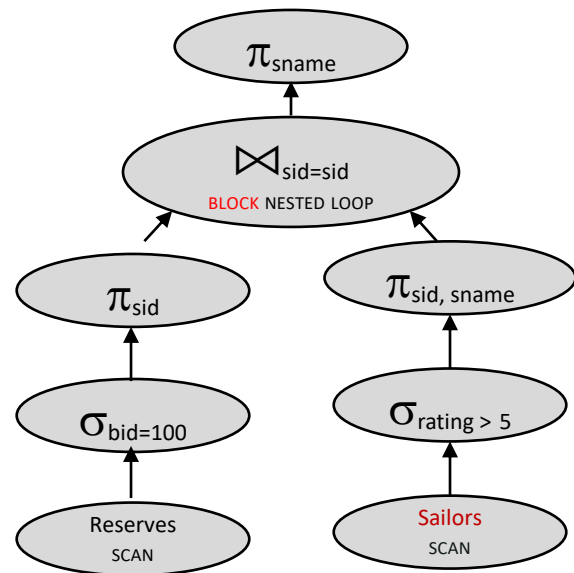 πsname
⋈sid=sid
BLOCK NESTED LOOP
πsid
πsid, sname
σbid=100
σrating > 5
Reserves
SCAN
Sailors
SCAN